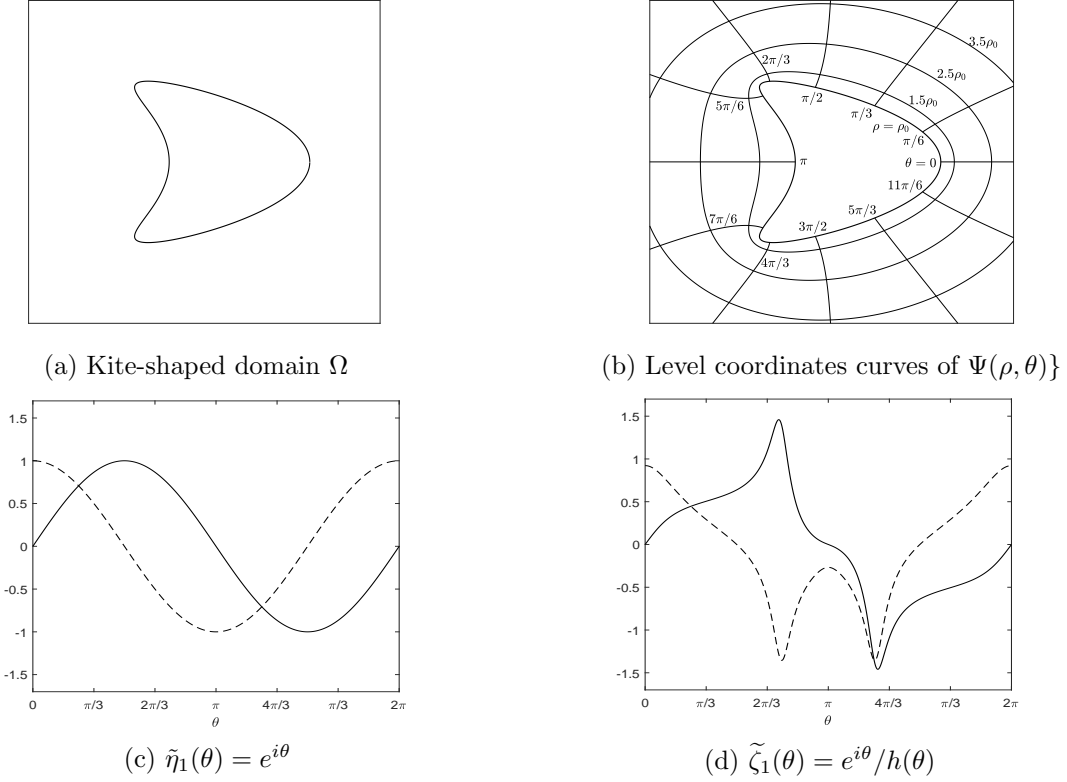 3.5ρ₀
2π/3
2.5ρ₀
5π/6
π/2
1.5ρ₀
π/3
ρ = ρ₀
π/6
π
θ = 0
11π/6
7π/6
5π/3
3π/2
4π/3
(a) Kite-shaped domain Ω
(b) Level coordinates curves of Ψ(ρ, θ)}
1.5
1
0.5
0
-0.5
-1
-1.5
0 π/3 2π/3 π 4π/3 π/3 2π
θ
(c) η̃₁(θ) = e^{iθ}
1.5
1
0.5
0
-0.5
-1
-1.5
0 π/3 2π/3 π 4π/3 π/3 2π
θ
(d) ζ̃₁(θ) = e^{iθ}/h(θ)